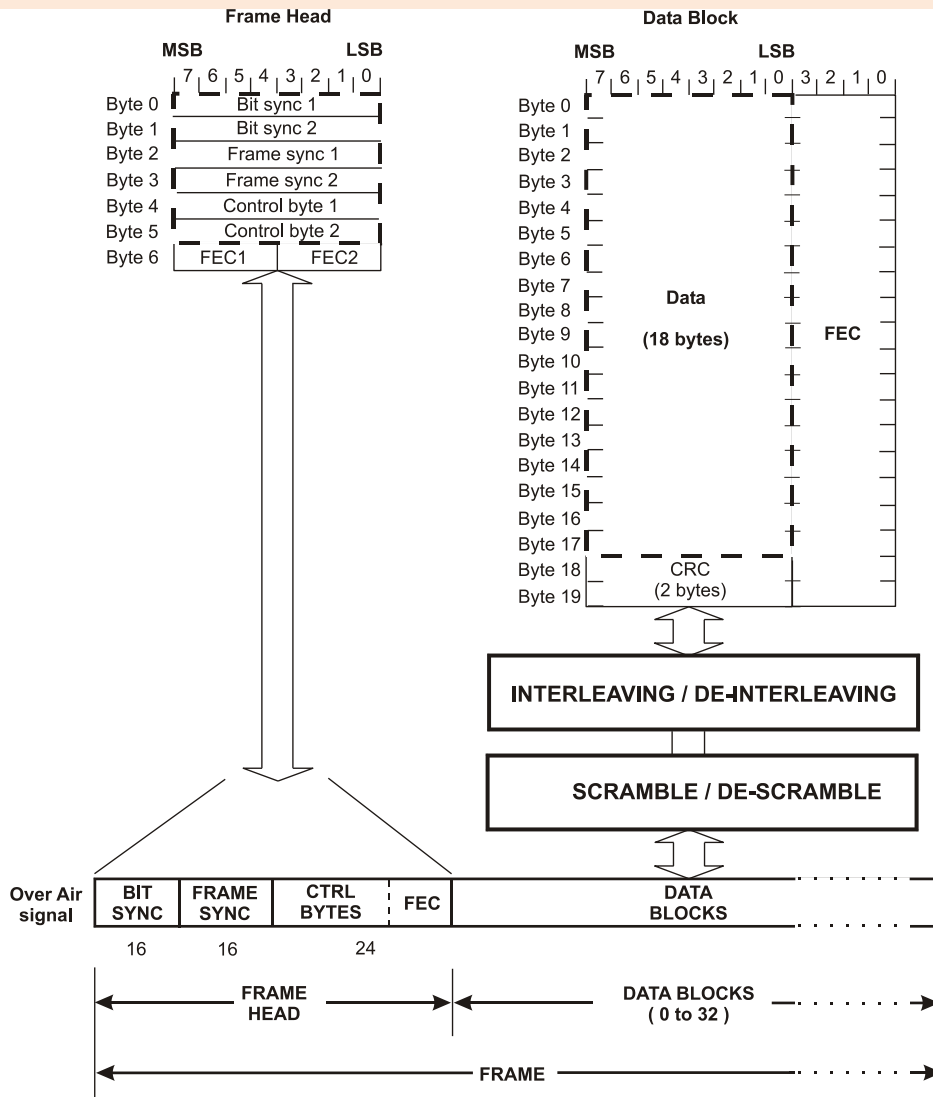 Frame Head
MSB LSB
7 6 5 4 3 2 1 0
Byte 0 Bit sync 1
Byte 1 Bit sync 2
Byte 2 Frame sync 1
Byte 3 Frame sync 2
Byte 4 Control byte 1
Byte 5 Control byte 2
Byte 6 FEC1 FEC2
Data Block
MSB LSB
7 6 5 4 3 2 1 0 3 2 1 0
Byte 0
Byte 1
Byte 2
Byte 3
Byte 4
Byte 5
Byte 6
Byte 7
Byte 8
Byte 9
Byte 10
Byte 11
Byte 12
Byte 13
Byte 14
Byte 15
Byte 16
Byte 17
Byte 18
Byte 19
Data
(18 bytes)
FEC
CRC
(2 bytes)
INTERLEAVING / DE-INTERLEAVING
SCRAMBLE / DE-SCRAMBLE
Over Air
signal
BIT
SYNC
FRAME
SYNC
CTRL
BYTES
FEC
DATA
BLOCKS
16 16 24
FRAME
HEAD
DATA BLOCKS
( 0 to 32 )
FRAME